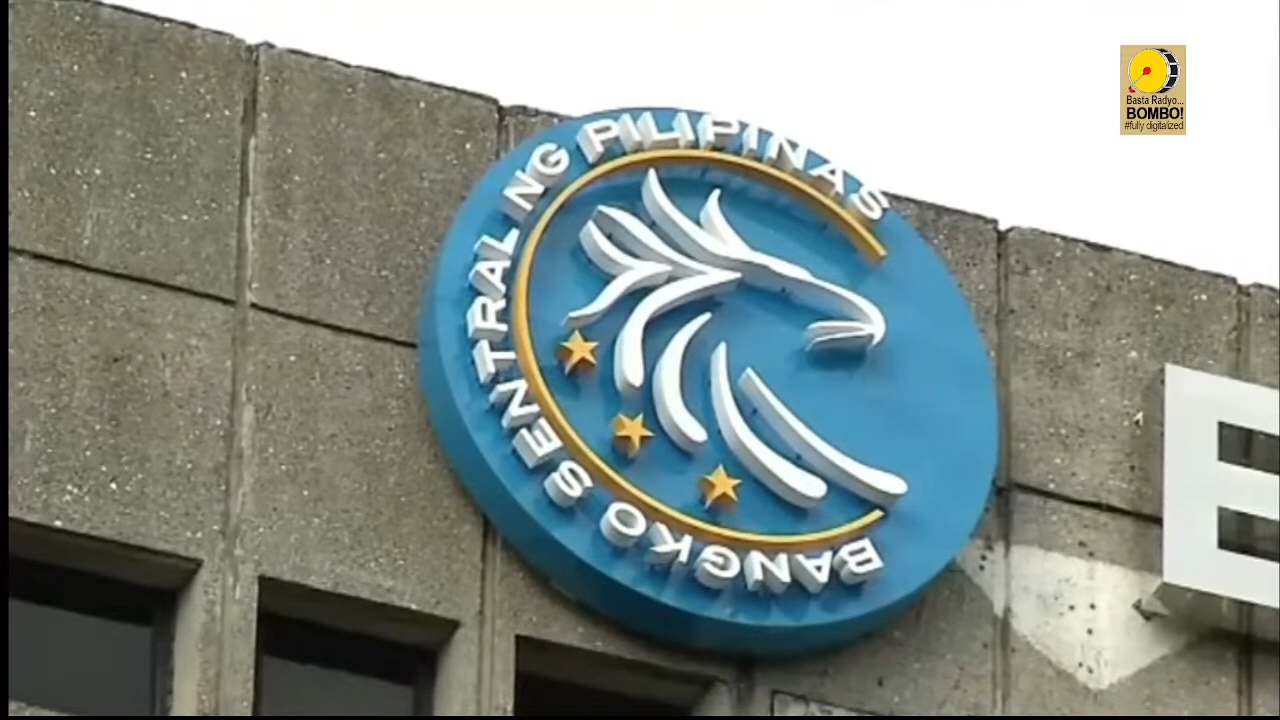 BANGKO SENTRAL NG PILIPINAS
B
Basta Radyo...
BOMBO!
#fully digitalized